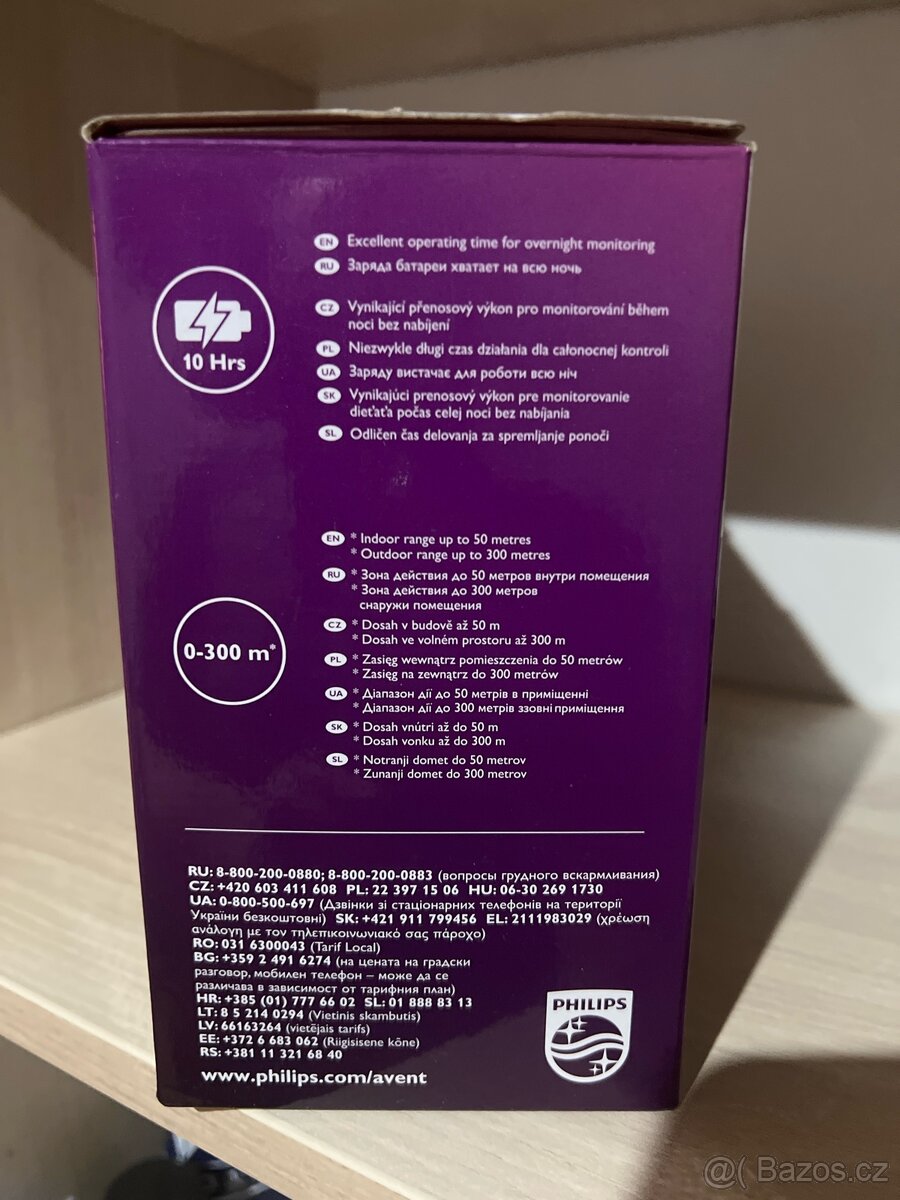 10 Hrs
EN Excellent operating time for overnight monitoring
RU Заряда батареи хватает на всю ночь
CZ Vynikající přenosový výkon pro monitorování během
noci bez nabíjení
PL Niezwykle długi czas działania dla całonocnej kontroli
UA Заряду вистачає для роботи всю ніч
SK Vynikajúci prenosový výkon pre monitorovanie
dieťaťa počas celej noci bez nabíjania
SL Odličen čas delovanja za spremljanje ponoči
0-300 m*
EN * Indoor range up to 50 metres
* Outdoor range up to 300 metres
RU * Зона действия до 50 метров внутри помещения
* Зона действия до 300 метров
снаружи помещения
CZ * Dosah v budově až 50 m
* Dosah ve volném prostoru až 300 m
PL * Zasięg wewnątrz pomieszczenia do 50 metrów
* Zasięg na zewnątrz do 300 metrów
UA * Діапазон дії до 50 метрів в приміщенні
* Діапазон дії до 300 метрів ззовні приміщення
SK * Dosah vnútri až do 50 m
* Dosah vonku až do 300 m
SL * Notranji domet do 50 metrov
* Zunanji domet do 300 metrov
RU: 8-800-200-0880; 8-800-200-0883 (вопросы грудного вскармливания)
CZ: +420 603 411 608 PL: 22 397 15 06 HU: 06-30 269 1730
UA: 0-800-500-697 (Дзвінки зі стаціонарних телефонів на території
України безкоштовні) SK: +421 911 799456 EL: 2111983029 (χρέωση
ανάλογη με τον τηλεπικοινωνιακό σας πάροχο)
RO: 031 6300043 (Tarif Local)
BG: +359 2 491 6274 (на цената на градски
разговор, мобилен телефон – може да се
различава в зависимост от тарифния план)
HR: +385 (01) 777 66 02 SL: 01 888 83 13
LT: 8 5 214 0294 (Vietinis skambutis)
LV: 66163264 (vietējais tarifs)
EE: +372 6 683 062 (Riigisisene kõne)
RS: +381 11 321 68 40
www.philips.com/avent
PHILIPS
@( Bazos.cz